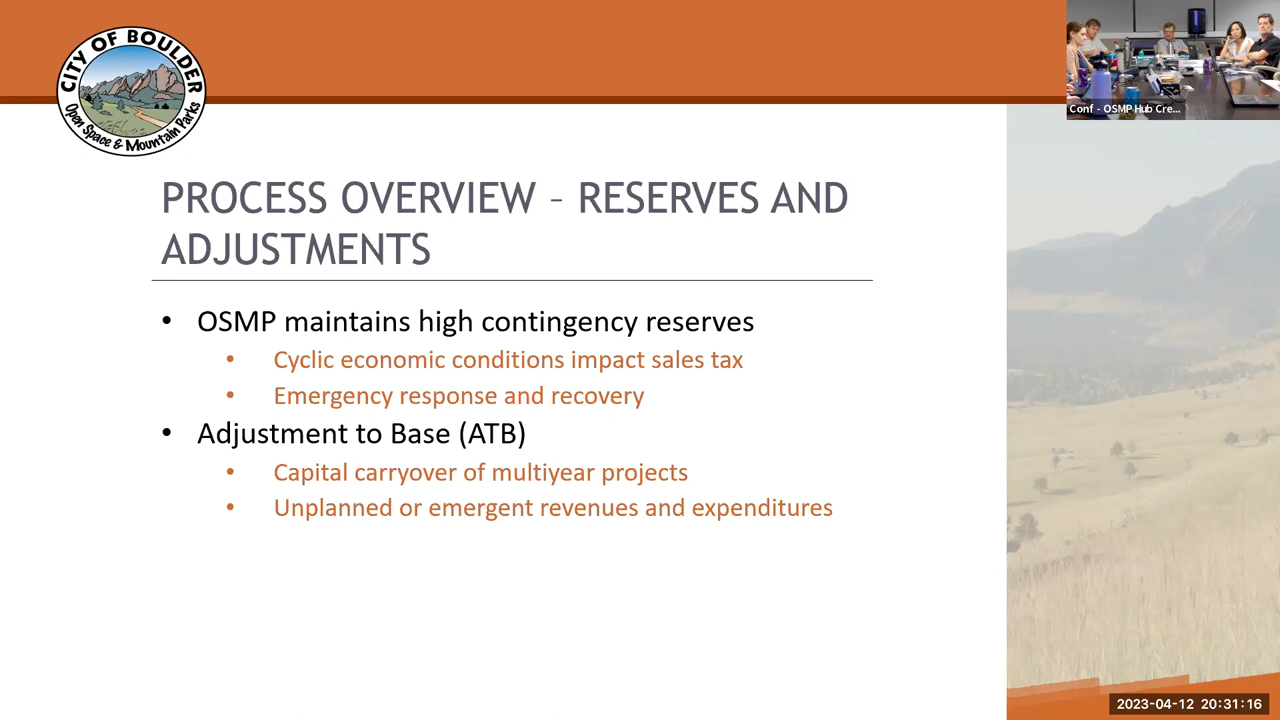 CITY OF BOULDER
Open Space & Mountain Parks
Conf - OSMP Hub Cre...
PROCESS OVERVIEW – RESERVES AND
ADJUSTMENTS
• OSMP maintains high contingency reserves
• Cyclic economic conditions impact sales tax
• Emergency response and recovery
• Adjustment to Base (ATB)
• Capital carryover of multiyear projects
• Unplanned or emergent revenues and expenditures
2023-04-12 20:31:16